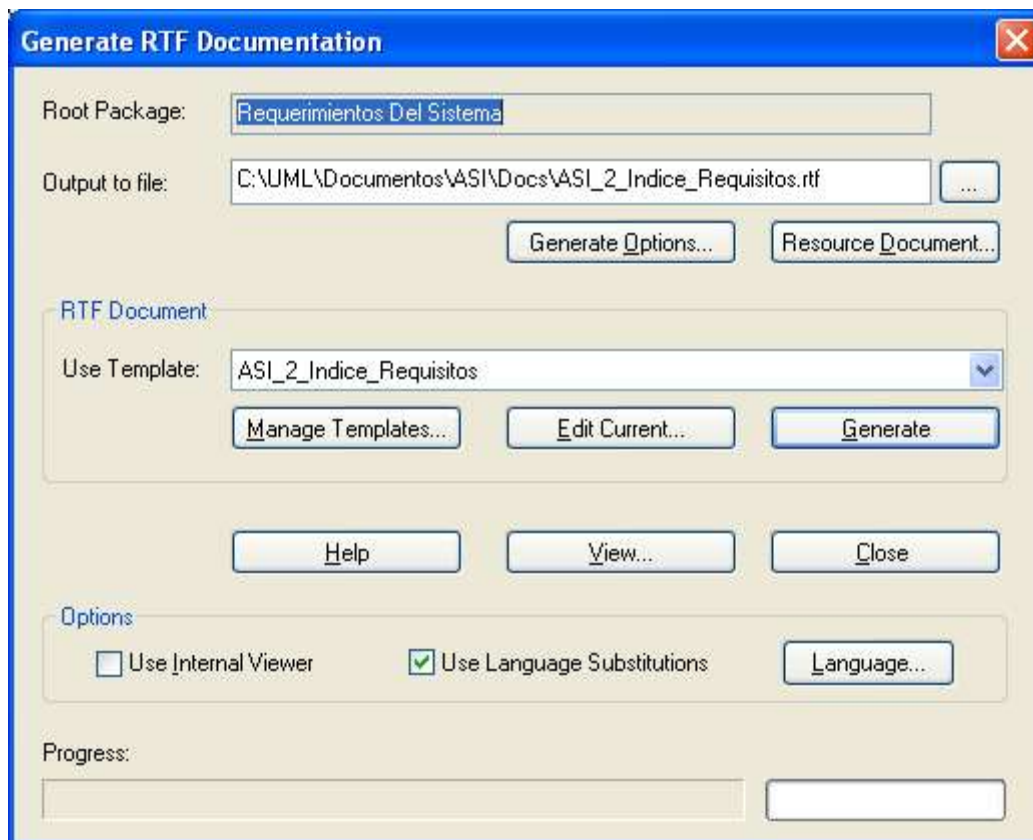 Generate RTF Documentation
Root Package: Requerimientos Del Sistema
Output to file: C:\UML\Documentos\ASI\Docs\ASI_2_Indice_Requisitos.rtf ...
Generate Options... Resource Document...
RTF Document
Use Template: ASI_2_Indice_Requisitos
Manage Templates... Edit Current... Generate
Help View... Close
Options
Use Internal Viewer Use Language Substitutions Language...
Progress: